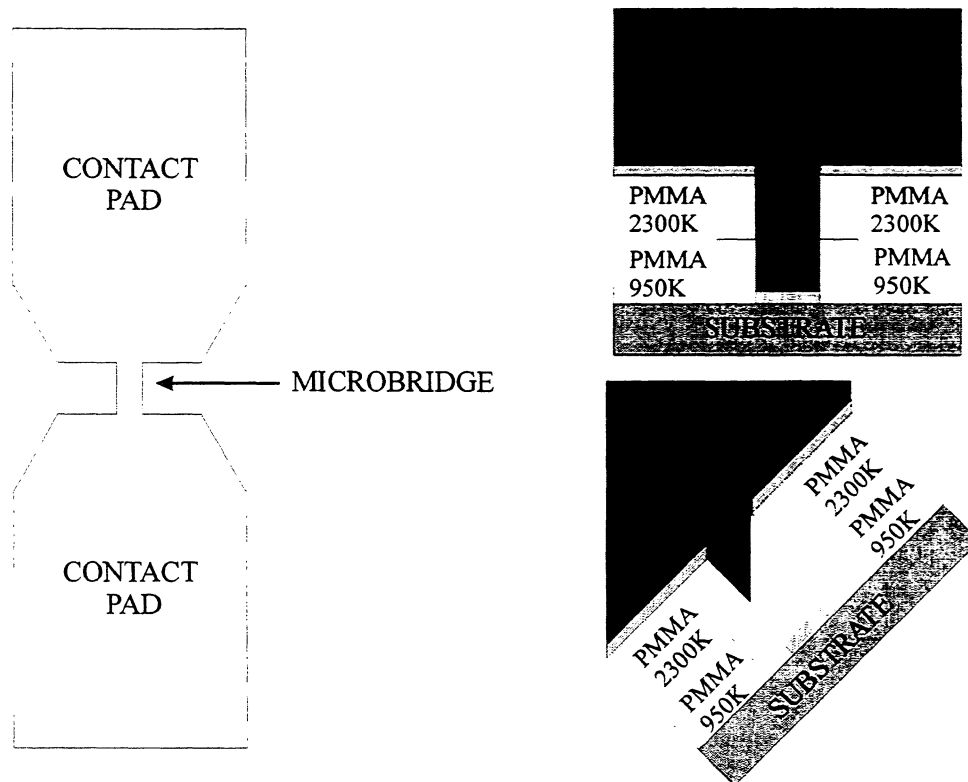 CONTACT
PAD
MICROBRIDGE
CONTACT
PAD
PMMA
2300K
PMMA
950K
PMMA
2300K
PMMA
950K
SUBSTRATE
PMMA
2300K
PMMA
950K
PMMA
2300K
PMMA
950K
SUBSTRATE